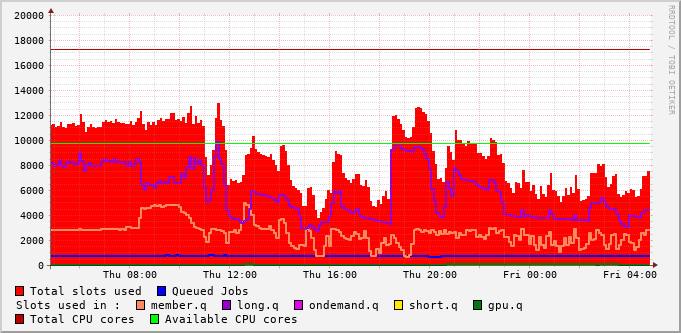 RRDTOOL / TOBI OETIKER
20000
18000
16000
14000
12000
10000
8000
6000
4000
2000
0
Thu 08:00 Thu 12:00 Thu 16:00 Thu 20:00 Fri 00:00 Fri 04:00
Total slots used Queued Jobs
Slots used in : member.q long.q ondemand.q short.q gpu.q
Total CPU cores Available CPU cores